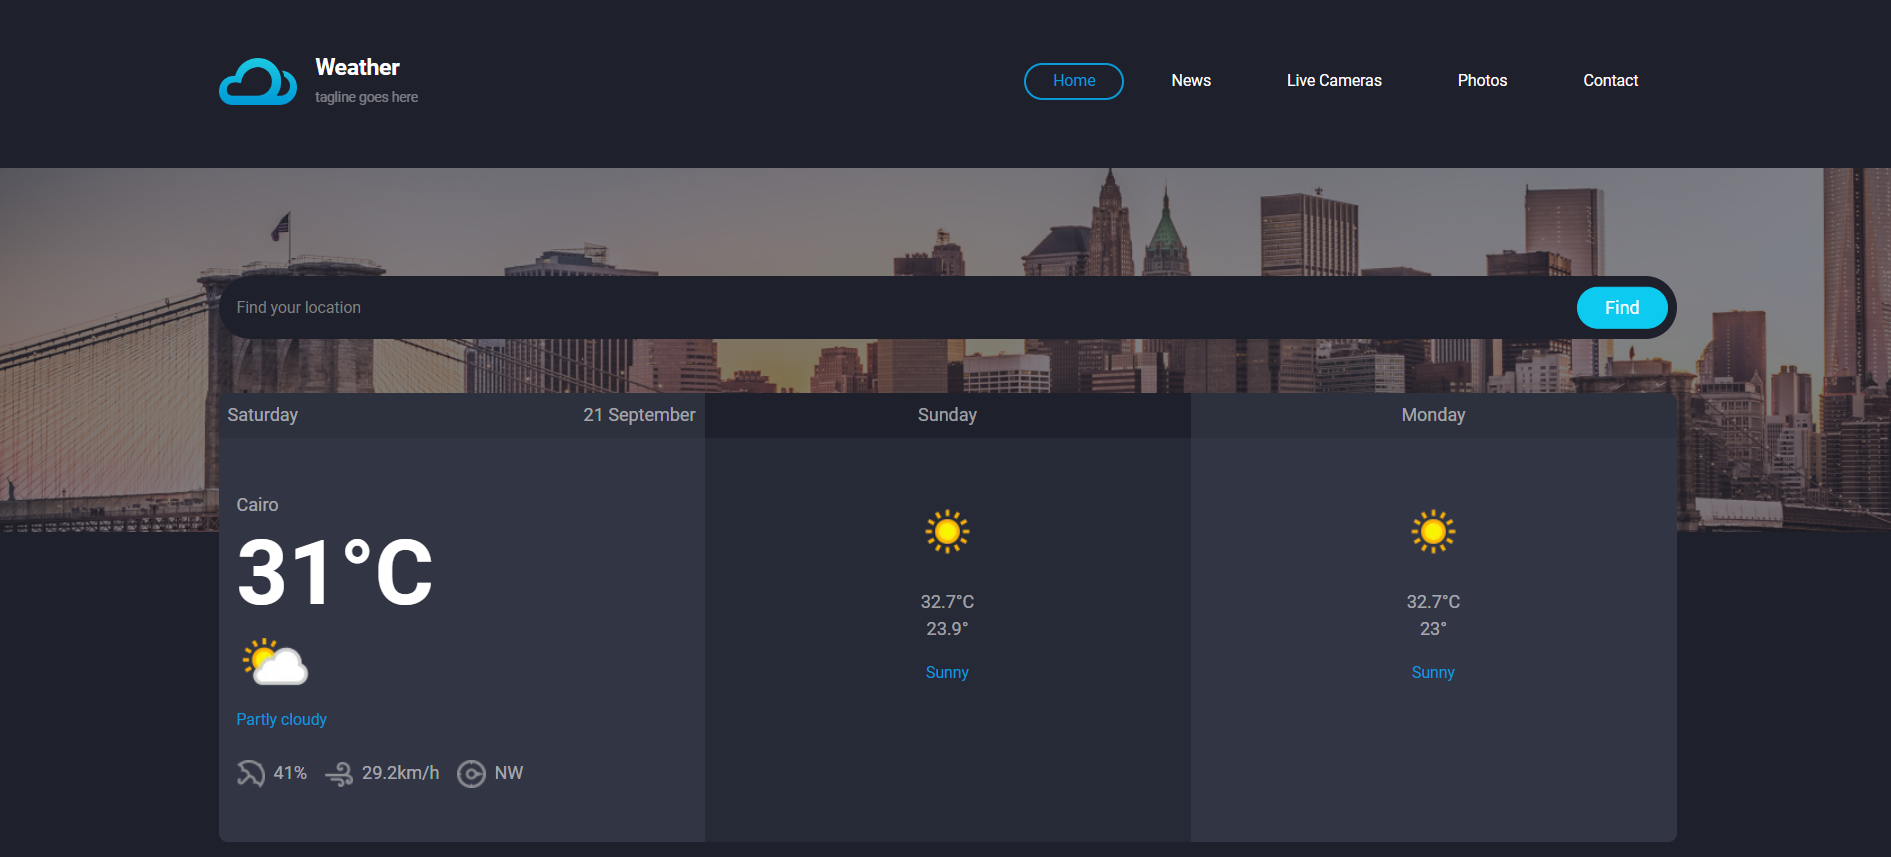 Weather
tagline goes here
Home News Live Cameras Photos Contact
Find your location Find
Saturday 21 September Sunday Monday
Cairo
31°C
Partly cloudy
41% 29.2km/h NW
32.7°C
23.9°
Sunny
32.7°C
23°
Sunny